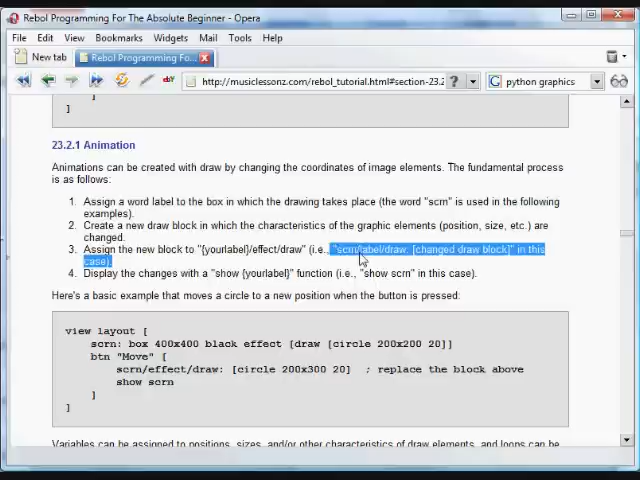 Rebol Programming For The Absolute Beginner - Opera
File Edit View Bookmarks Widgets Mail Tools Help
New tab Rebol Programming Fo...
http://musiclessonz.com/rebol_tutorial.html#section-23.2 ? python graphics
]
]
23.2.1 Animation
Animations can be created with draw by changing the coordinates of image elements. The fundamental process
is as follows:
1. Assign a word label to the box in which the drawing takes place (the word "scrn" is used in the following
examples).
2. Create a new draw block in which the characteristics of the graphic elements (position, size, etc.) are
changed.
3. Assign the new block to "{yourlabel}/effect/draw" (i.e., "scrn/label/draw: [changed draw block]" in this
case).
4. Display the changes with a "show {yourlabel}" function (i.e., "show scrn" in this case).
Here's a basic example that moves a circle to a new position when the button is pressed:
view layout [
scrn: box 400x400 black effect [draw [circle 200x200 20]]
btn "Move" [
scrn/effect/draw: [circle 200x300 20] ; replace the block above
show scrn
]
]
Variables can be assigned to positions, sizes, and/or other characteristics of draw elements, and loops can be